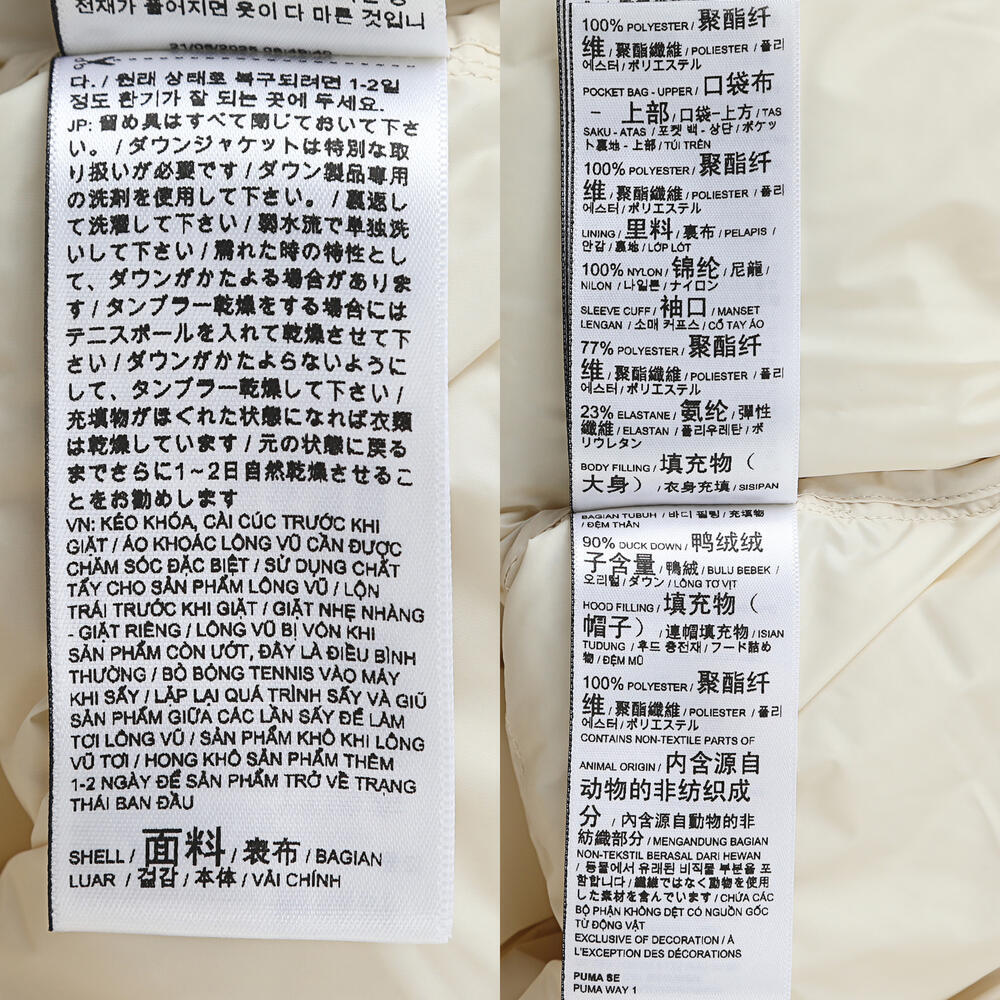 천재가 풀어지면 옷이 다 마른 것입니
다. / 원래 상태로 복구되려면 1-2일
정도 환기가 잘 되는 곳에 두세요.
JP: 留め具はすべて閉じておいて下さ
い。 / ダウンジャケットは特別な取
り扱いが必要です / ダウン製品専用
の洗剤を使用して下さい。 / 裏返し
て洗濯して下さい / 弱水流で単独洗
いして下さい / 濡れた時の特性とし
て、ダウンがかたよる場合がありま
す / タンブラー乾燥をする場合には
テニスボールを入れて乾燥させて下
さい / ダウンがかたよらないように
して、タンブラー乾燥して下さい /
充填物がほぐれた状態になれば衣類
は乾燥しています / 元の状態に戻る
までさらに1～2日自然乾燥させるこ
とをお勧めします
VN: KÉO KHÓA, CÀI CÚC TRƯỚC KHI
GIẶT / ÁO KHOÁC LÔNG VŨ CẦN ĐƯỢC
CHĂM SÓC ĐẶC BIỆT / SỬ DỤNG CHẤT
TẨY CHO SẢN PHẨM LÔNG VŨ / LỘN
TRÁI TRƯỚC KHI GIẶT / GIẶT NHẸ NHÀNG
- GIẶT RIÊNG / LÔNG VŨ BỊ VÓN KHI
SẢN PHẨM CÒN ƯỚT, ĐÂY LÀ ĐIỀU BÌNH
THƯỜNG / BỎ BÓNG TENNIS VÀO MÁY
KHI SẤY / LẶP LẠI QUÁ TRÌNH SẤY VÀ GIŨ
SẢN PHẨM GIỮA CÁC LẦN SẤY ĐỂ LÀM
TƠI LÔNG VŨ / SẢN PHẨM KHÔ KHI LÔNG
VŨ TƠI / HONG KHÔ SẢN PHẨM THÊM
1-2 NGÀY ĐỂ SẢN PHẨM TRỞ VỀ TRẠNG
THÁI BAN ĐẦU
SHELL / 面料 / 表布 / BAGIAN
LUAR / 겉감 / 本体 / VẢI CHÍNH
100% POLYESTER / 聚酯纤
维 / 聚酯纖維 / POLIESTER / 폴리
에스터 / ポリエステル
POCKET BAG - UPPER / 口袋布
- 上部 / 口袋－上方 / TAS
SAKU - ATAS / 포켓 백 - 상단 / ポケッ
ト裏地 - 上部 / TÚI TRÊN
100% POLYESTER / 聚酯纤
维 / 聚酯纖維 / POLIESTER / 폴리
에스터 / ポリエステル
LINING / 里料 / 裏布 / PELAPIS /
안감 / 裏地 / LỚP LÓT
100% NYLON / 锦纶 / 尼龍 /
NILON / 나일론 / ナイロン
SLEEVE CUFF / 袖口 / MANSET
LENGAN / 소매 커프스 / CỔ TAY ÁO
77% POLYESTER / 聚酯纤
维 / 聚酯纖維 / POLIESTER / 폴리
에스터 / ポリエステル
23% ELASTANE / 氨纶 / 彈性
纖維 / ELASTAN / 폴리우레탄 / ポ
リウレタン
BODY FILLING / 填充物（
大身） / 衣身充填 / SISIPAN
BAGIAN TUBUH / 바디 필링 / 充填物
/ ĐỆM THÂN
90% DUCK DOWN / 鸭绒绒
子含量 / 鴨絨 / BULU BEBEK /
오리털 / ダウン / LÔNG TƠ VỊT
HOOD FILLING / 填充物（
帽子） / 連帽填充物 / ISIAN
TUDUNG / 후드 충전재 / フード詰め
物 / ĐỆM MŨ
100% POLYESTER / 聚酯纤
维 / 聚酯纖維 / POLIESTER / 폴리
에스터 / ポリエステル
CONTAINS NON-TEXTILE PARTS OF
ANIMAL ORIGIN / 内含源自
动物的非纺织成
分 / 內含源自動物的非
紡織部分 / MENGANDUNG BAGIAN
NON-TEKSTIL BERASAL DARI HEWAN
/ 동물에서 유래된 비직물 부분을 포
함합니다 / 繊維ではなく動物を使用
した素材を含んでいます / CHỨA CÁC
BỘ PHẬN KHÔNG DỆT CÓ NGUỒN GỐC
TỪ ĐỘNG VẬT
EXCLUSIVE OF DECORATION / À
L'EXCEPTION DES DÉCORATIONS
PUMA SE
PUMA WAY 1